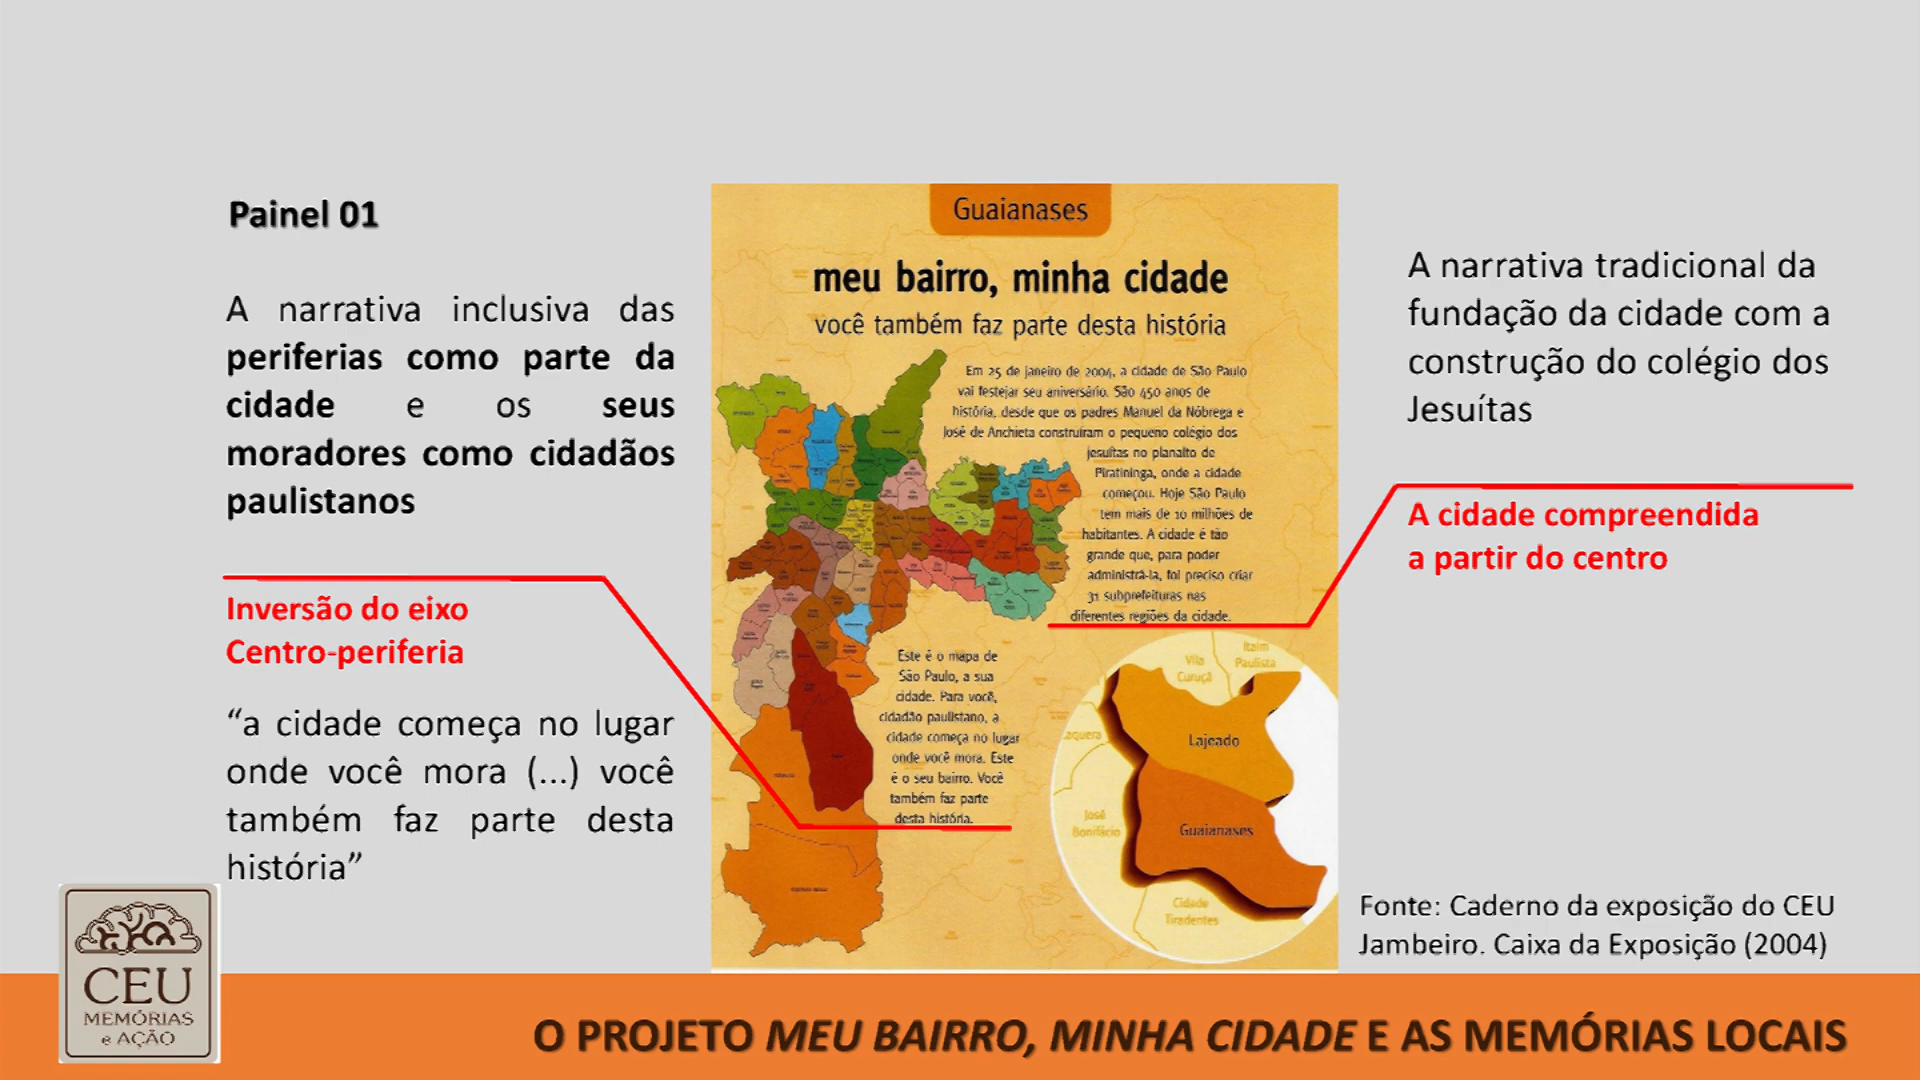 Painel 01
A narrativa inclusiva das
periferias como parte da
cidade e os seus
moradores como cidadãos
paulistanos
Inversão do eixo
Centro-periferia
“a cidade começa no lugar
onde você mora (...) você
também faz parte desta
história”
Guaianases
meu bairro, minha cidade
você também faz parte desta história
Em 25 de janeiro de 2004, a cidade de São Paulo
vai festejar seu aniversário. São 450 anos de
história, desde que os padres Manuel da Nóbrega e
José de Anchieta construíram o pequeno colégio dos
jesuítas no planalto de
Piratininga, onde a cidade
começou. Hoje São Paulo
tem mais de 10 milhões de
habitantes. A cidade é tão
grande que, para poder
administrá-la, foi preciso criar
31 subprefeituras nas
diferentes regiões da cidade.
Este é o mapa de
São Paulo, a sua
cidade. Para você,
cidadão paulistano, a
cidade começa no lugar
onde você mora. Este
é o seu bairro. Você
também faz parte
desta história.
Vila
Curuçá
Itaim
Paulista
aquera
Lajeado
José
Bonifácio
Guaianases
Cidade
Tiradentes
A narrativa tradicional da
fundação da cidade com a
construção do colégio dos
Jesuítas
A cidade compreendida
a partir do centro
Fonte: Caderno da exposição do CEU
Jambeiro. Caixa da Exposição (2004)
CEU
MEMÓRIAS
e AÇÃO
O PROJETO MEU BAIRRO, MINHA CIDADE E AS MEMÓRIAS LOCAIS